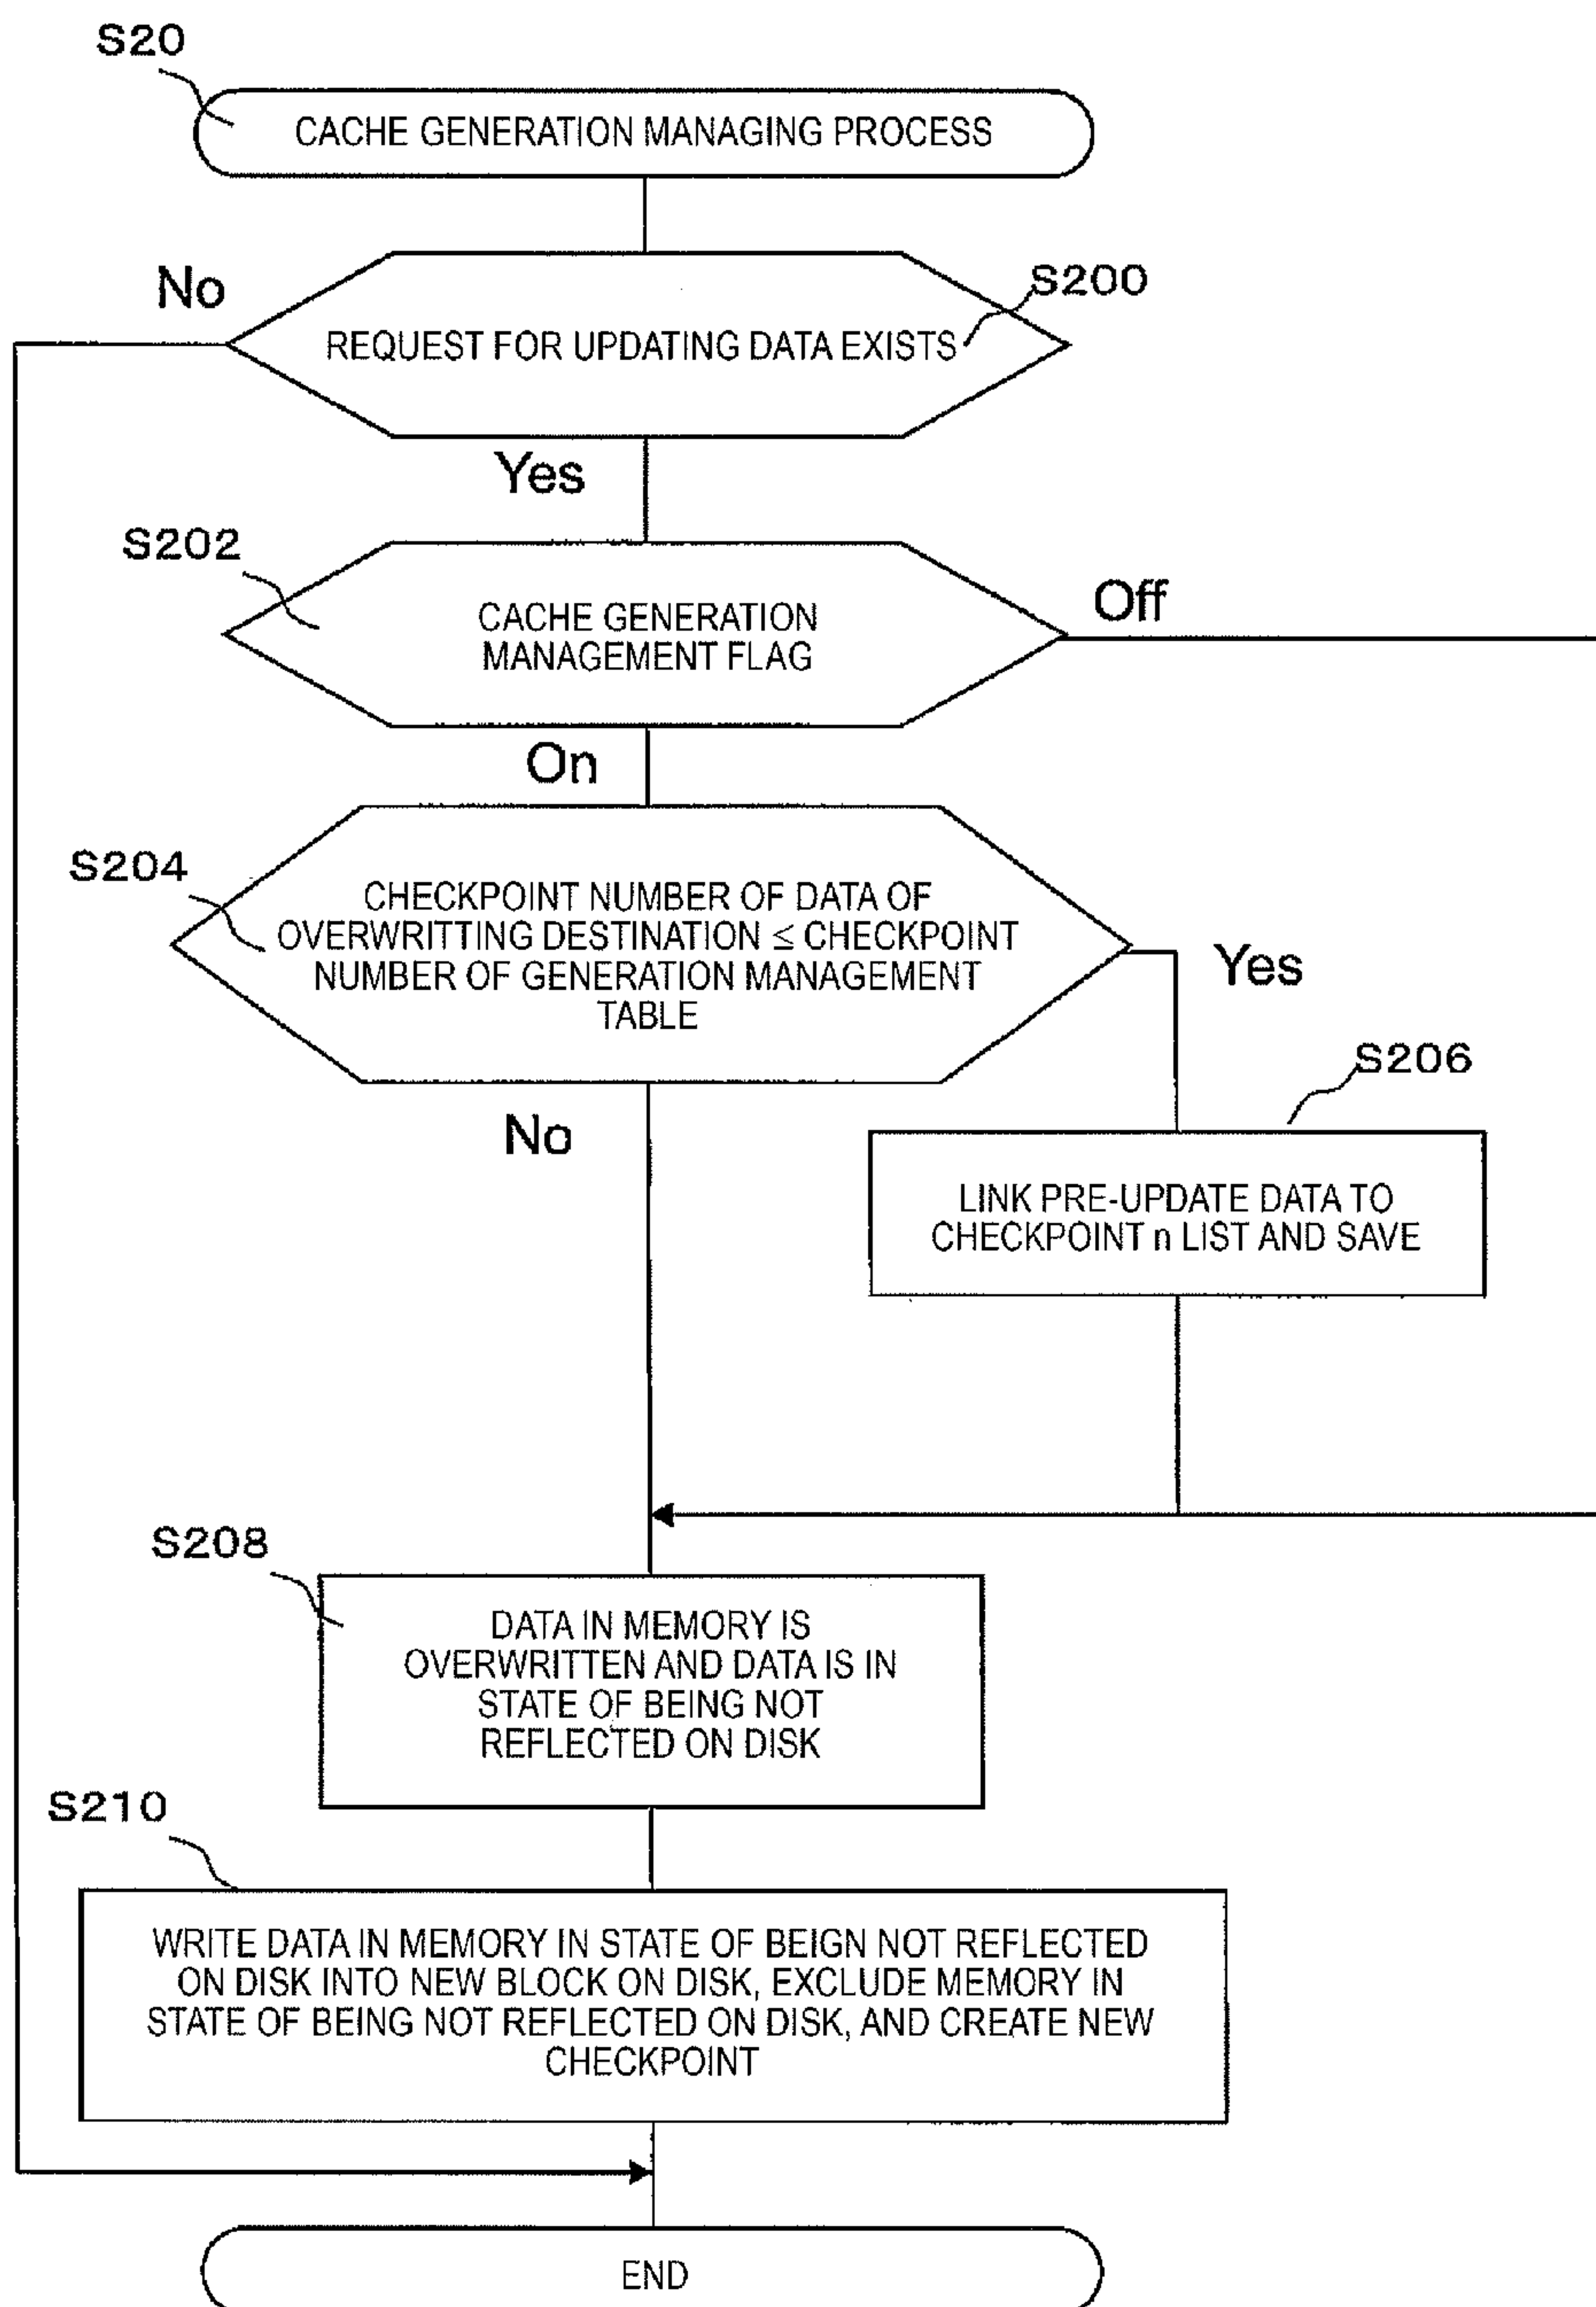 S20
CACHE GENERATION MANAGING PROCESS
No
S200
REQUEST FOR UPDATING DATA EXISTS
Yes
S202
Off
CACHE GENERATION
MANAGEMENT FLAG
On
S204
CHECKPOINT NUMBER OF DATA OF
OVERWRITTING DESTINATION ≤ CHECKPOINT
NUMBER OF GENERATION MANAGEMENT
TABLE
Yes
S206
No
LINK PRE-UPDATE DATA TO
CHECKPOINT n LIST AND SAVE
S208
DATA IN MEMORY IS
OVERWRITTEN AND DATA IS IN
STATE OF BEING NOT
REFLECTED ON DISK
S210
WRITE DATA IN MEMORY IN STATE OF BEIGN NOT REFLECTED
ON DISK INTO NEW BLOCK ON DISK, EXCLUDE MEMORY IN
STATE OF BEING NOT REFLECTED ON DISK, AND CREATE NEW
CHECKPOINT
END